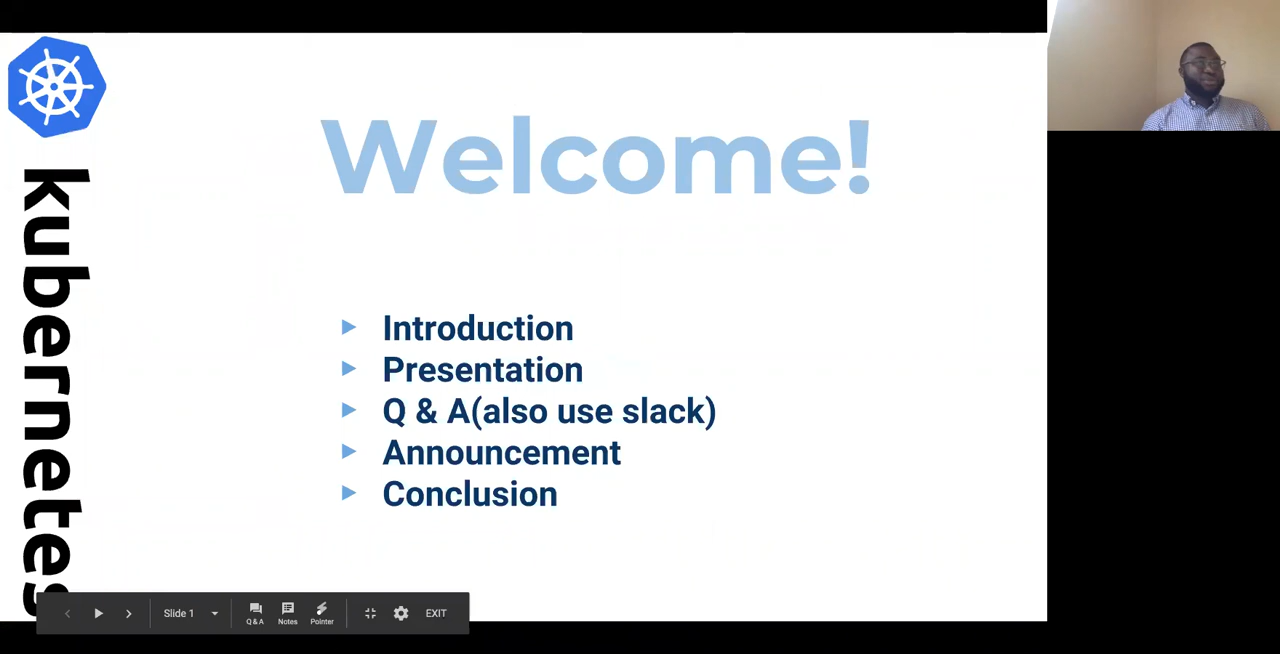 kubernetes
Welcome!
Introduction
Presentation
Q & A(also use slack)
Announcement
Conclusion
Slide 1
Q & A
Notes
Pointer
EXIT